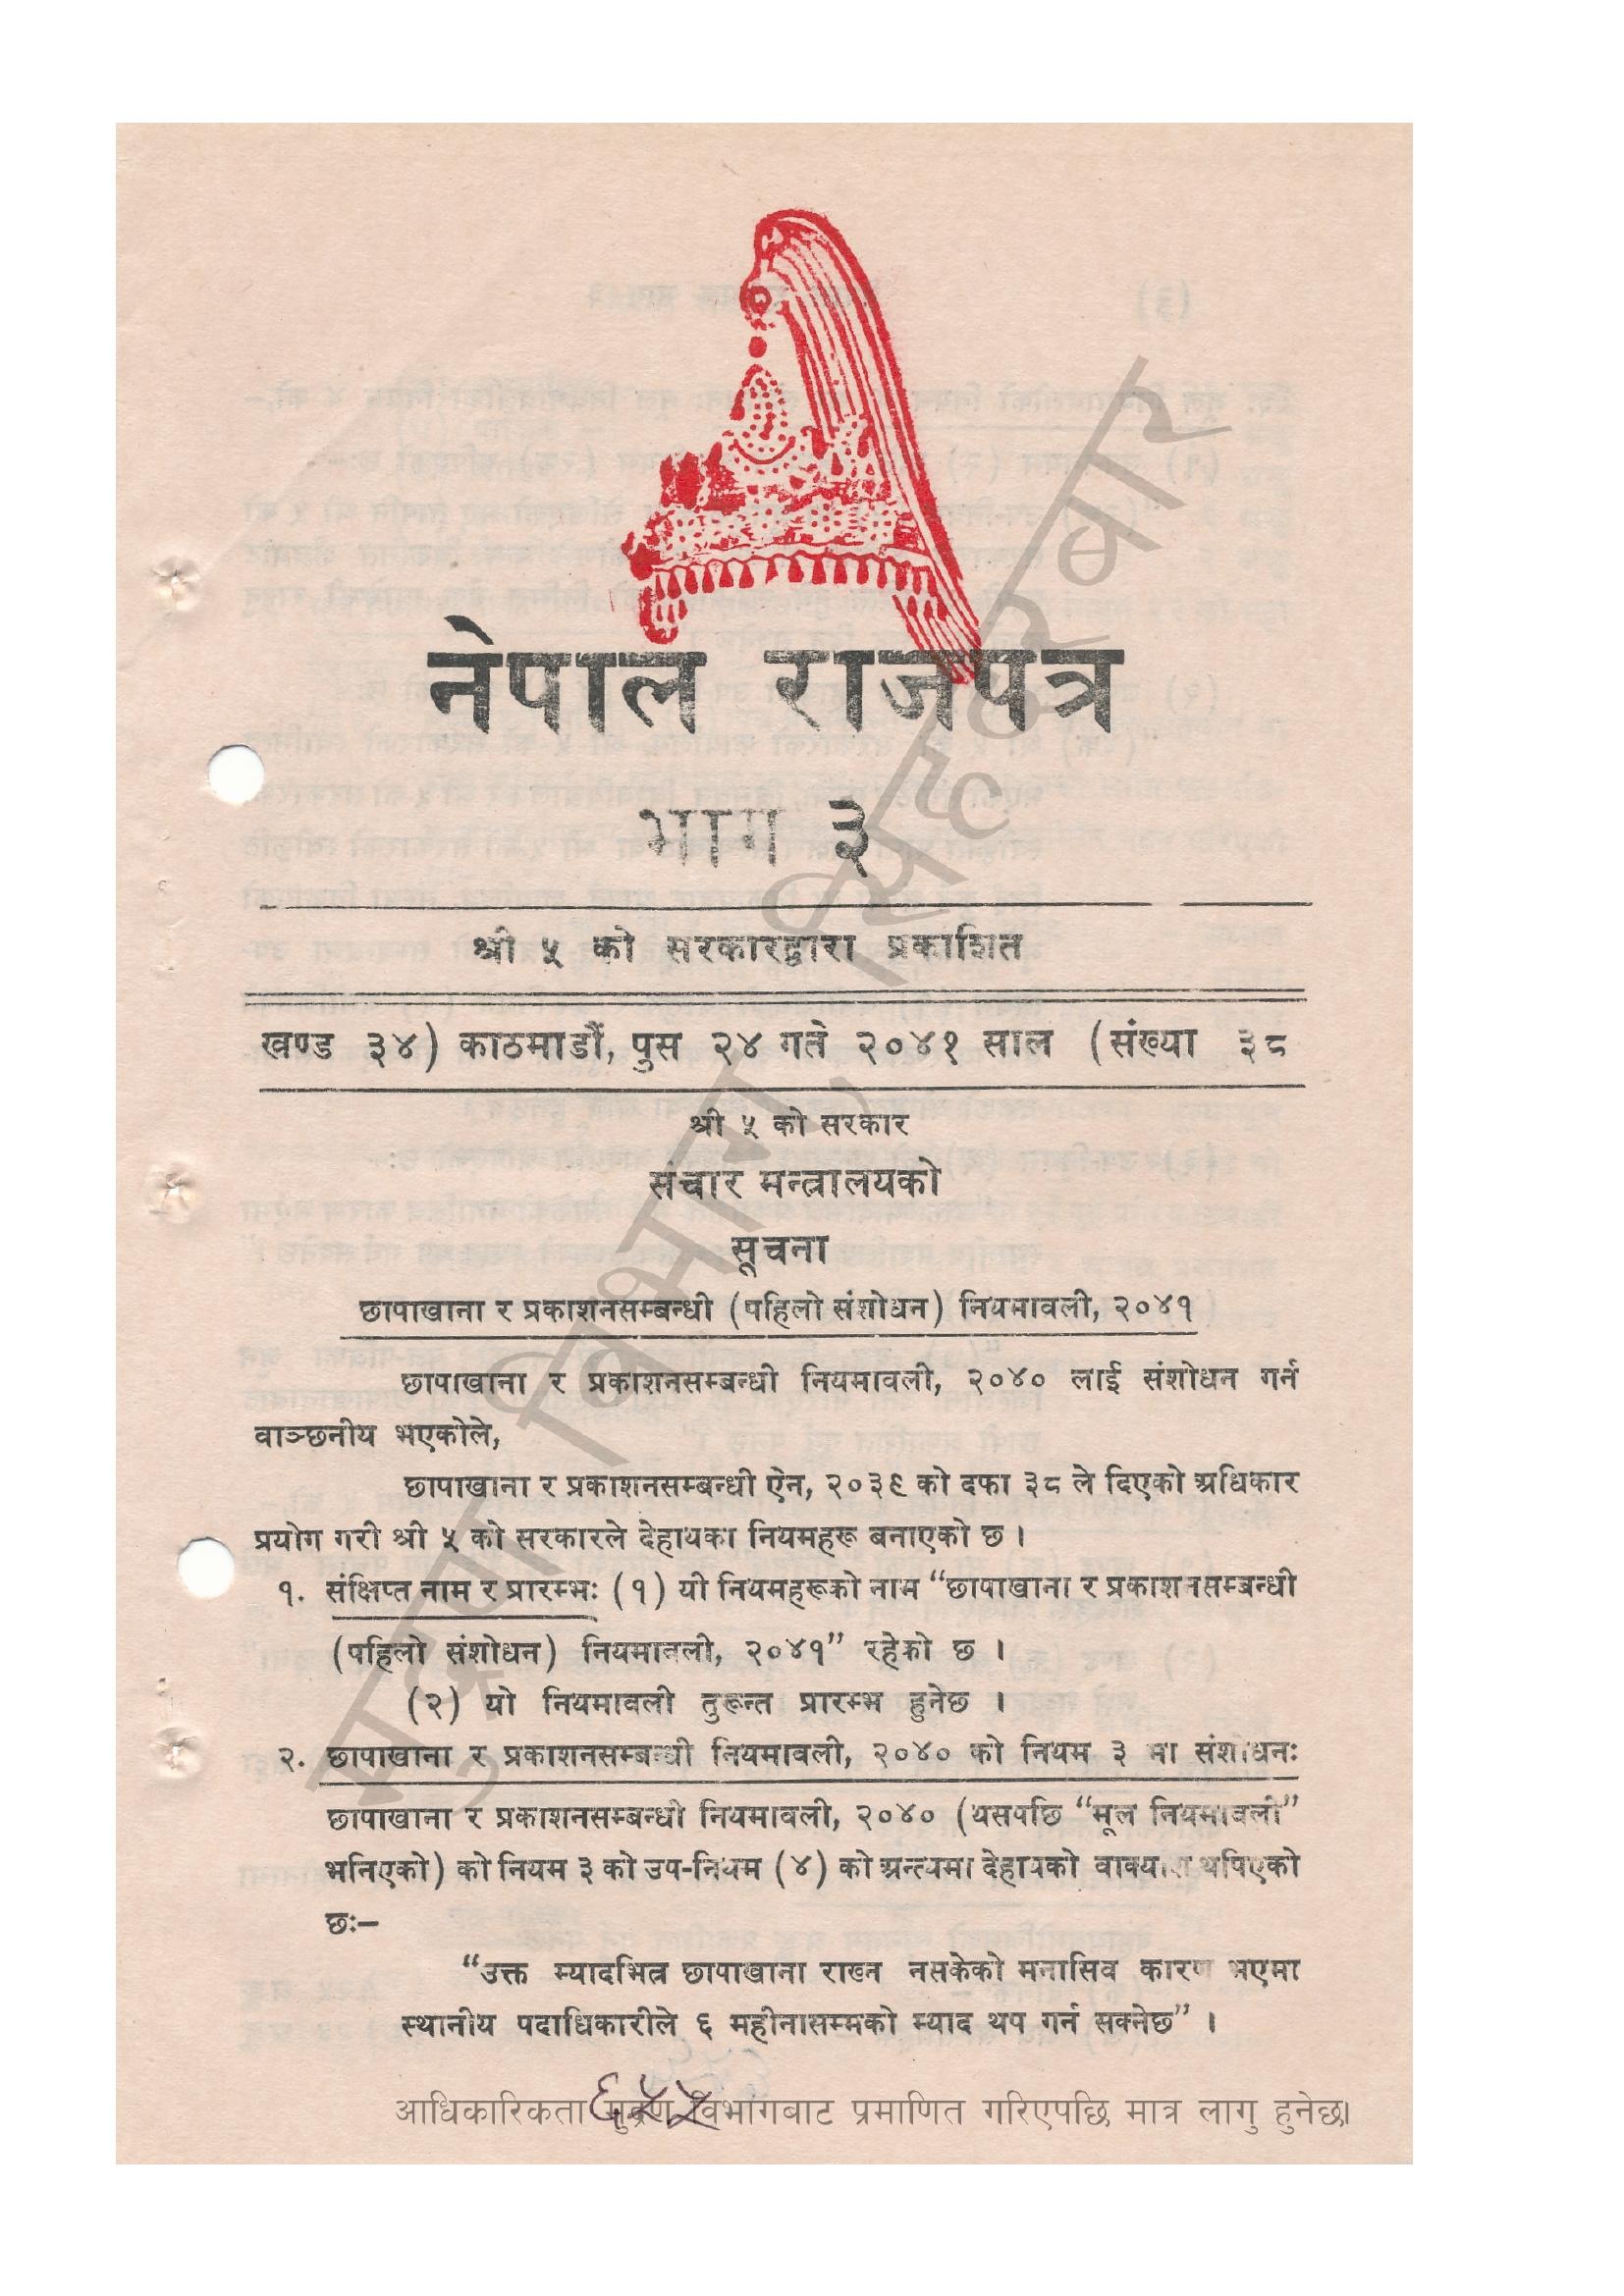 नेपाल राजपत्र
भाग ३
श्री ५ को सरकारद्वारा प्रकाशित
खण्ड ३४) काठमाडौं, पुस २४ गते २०४१ साल (संख्या ३८
श्री ५ को सरकार
संचार मन्त्रालयको
सूचना
छापाखाना र प्रकाशनसम्बन्धी (पहिलो संशोधन) नियमावली, २०४१
छापाखाना र प्रकाशनसम्बन्धी नियमावली, २०४० लाई संशोधन गर्न
वाञ्छनीय भएकोले,
छापाखाना र प्रकाशनसम्बन्धी ऐन, २०३९ को दफा ३८ ले दिएको अधिकार
प्रयोग गरी श्री ५ को सरकारले देहायका नियमहरू बनाएको छ ।
१. संक्षिप्त नाम र प्रारम्भः (१) यी नियमहरूको नाम “छापाखाना र प्रकाशनसम्बन्धी
(पहिलो संशोधन) नियमावली, २०४१” रहेको छ ।
(२) यो नियमावली तुरून्त प्रारम्भ हुनेछ ।
२. छापाखाना र प्रकाशनसम्बन्धी नियमावली, २०४० को नियम ३ मा संशोधनः
छापाखाना र प्रकाशनसम्बन्धी नियमावली, २०४० (यसपछि “मूल नियमावली”
भनिएको) को नियम ३ को उप-नियम (४) को अन्त्यमा देहायको वाक्यांश थपिएको
छः–
“उक्त म्यादभित्र छापाखाना राख्न नसकेको मनासिव कारण भएमा
स्थानीय पदाधिकारीले ६ महीनासम्मको म्याद थप गर्न सक्नेछ” ।
६५५
आधिकारिकता मुद्रण विभागबाट प्रमाणित गरिएपछि मात्र लागु हुनेछ।
मुद्रण विभाग, सिंहदरबार